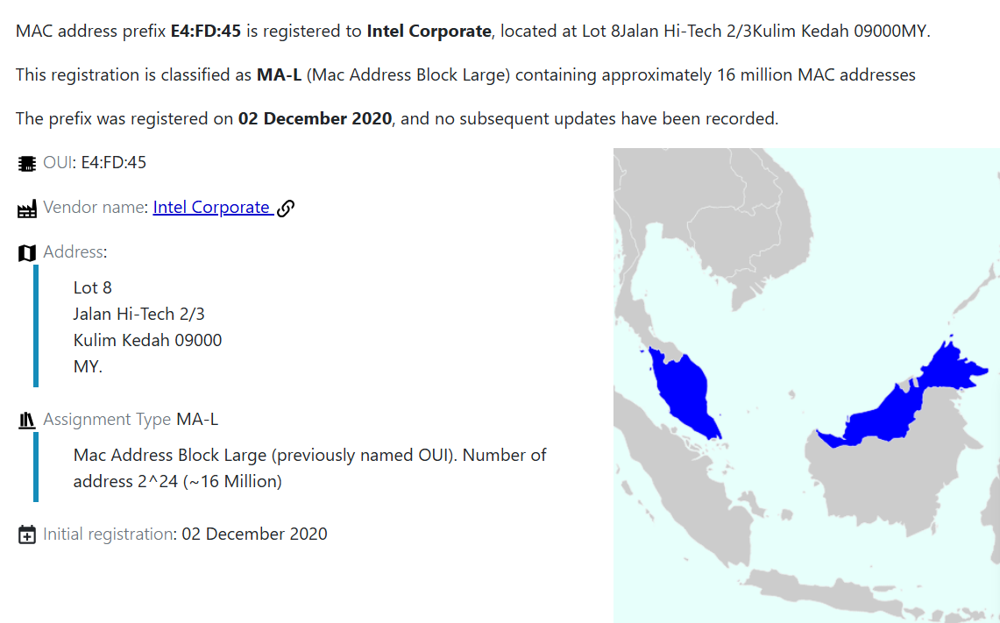 MAC address prefix E4:FD:45 is registered to Intel Corporate, located at Lot 8Jalan Hi-Tech 2/3Kulim Kedah 09000MY.
This registration is classified as MA-L (Mac Address Block Large) containing approximately 16 million MAC addresses
The prefix was registered on 02 December 2020, and no subsequent updates have been recorded.
OUI: E4:FD:45
Vendor name: Intel Corporate
Address:
Lot 8
Jalan Hi-Tech 2/3
Kulim Kedah 09000
MY.
Assignment Type MA-L
Mac Address Block Large (previously named OUI). Number of
address 2^24 (~16 Million)
Initial registration: 02 December 2020